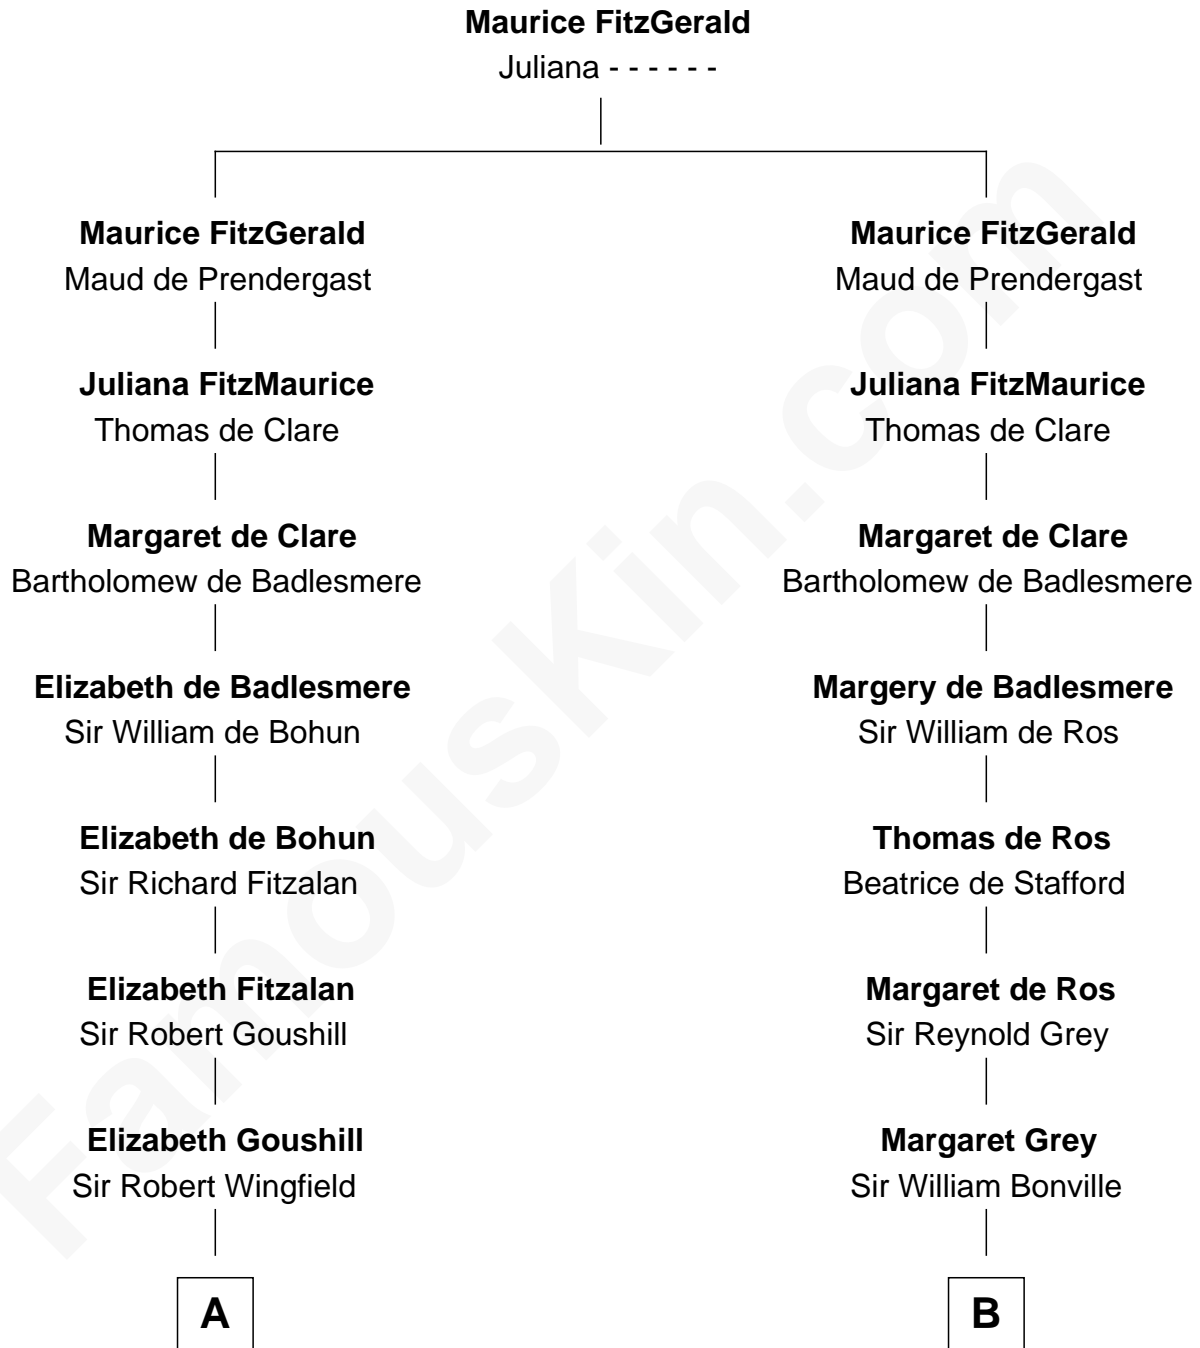 Maurice FitzGerald
Juliana - - - - - -
Maurice FitzGerald
Maud de Prendergast
Juliana FitzMaurice
Thomas de Clare
Margaret de Clare
Bartholomew de Badlesmere
Elizabeth de Badlesmere
Sir William de Bohun
Elizabeth de Bohun
Sir Richard Fitzalan
Elizabeth Fitzalan
Sir Robert Goushill
Elizabeth Goushill
Sir Robert Wingfield
A
Maurice FitzGerald
Maud de Prendergast
Juliana FitzMaurice
Thomas de Clare
Margaret de Clare
Bartholomew de Badlesmere
Margery de Badlesmere
Sir William de Ros
Thomas de Ros
Beatrice de Stafford
Margaret de Ros
Sir Reynold Grey
Margaret Grey
Sir William Bonville
B
FamousKin.com